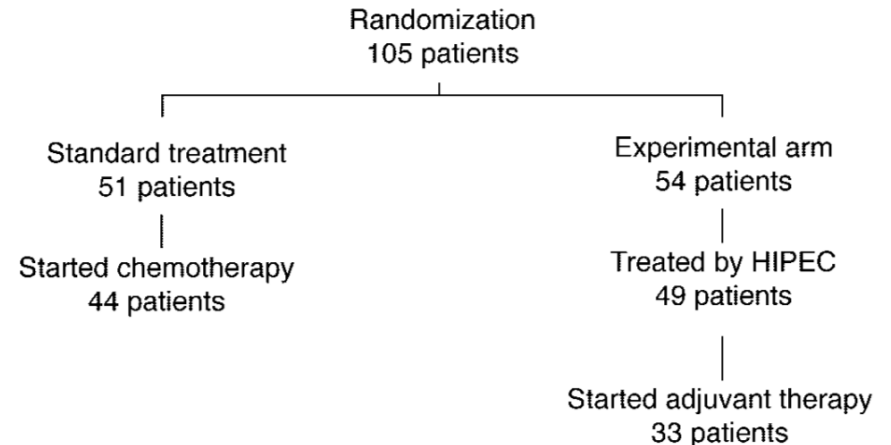 Randomization
105 patients
Standard treatment
51 patients
Started chemotherapy
44 patients
Experimental arm
54 patients
Treated by HIPEC
49 patients
Started adjuvant therapy
33 patients